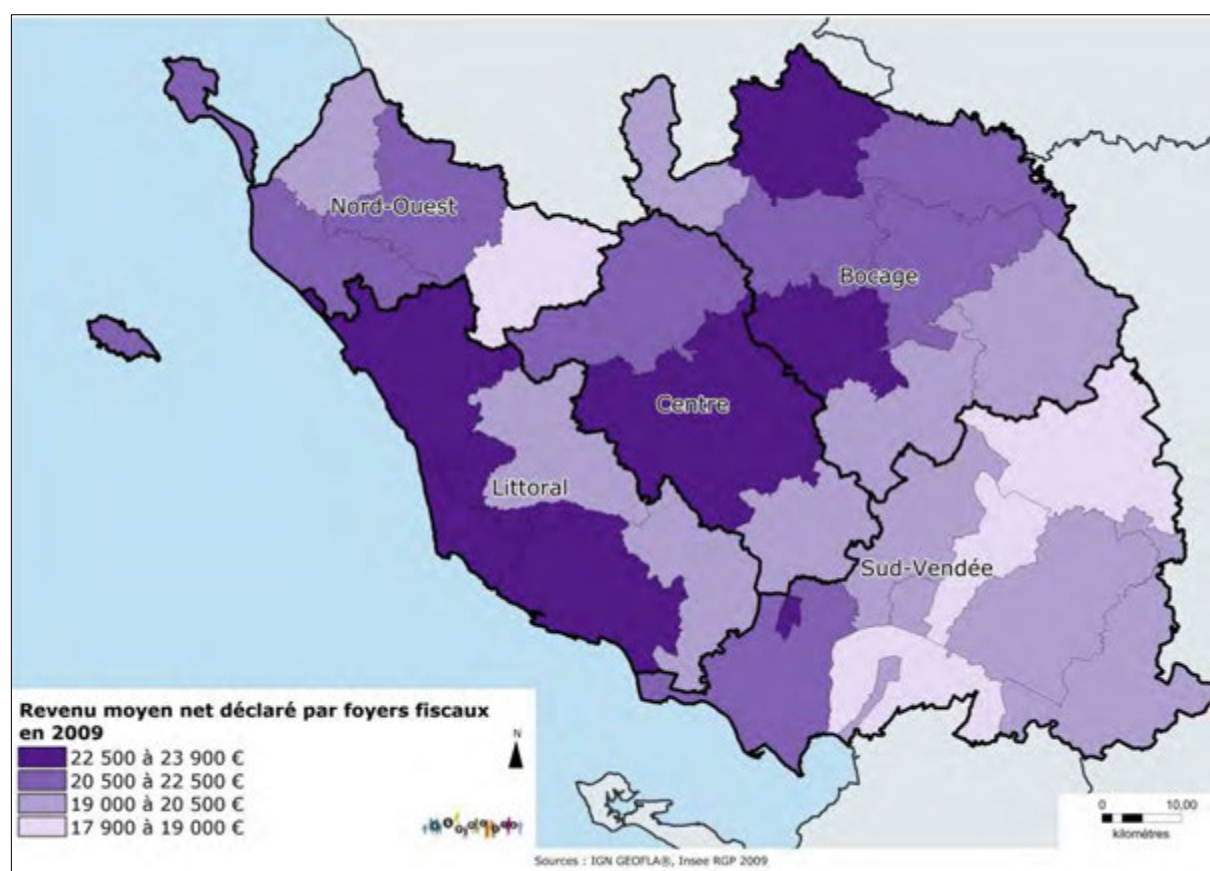 Nord-Ouest
Bocage
Centre
Littoral
Sud-Vendée
Revenu moyen net déclaré par foyers fiscaux
en 2009
22 500 à 23 900 €
20 500 à 22 500 €
19 000 à 20 500 €
17 900 à 19 000 €
N
0 10,00
kilomètres
Sources : IGN GEOFLA®, Insee RGP 2009